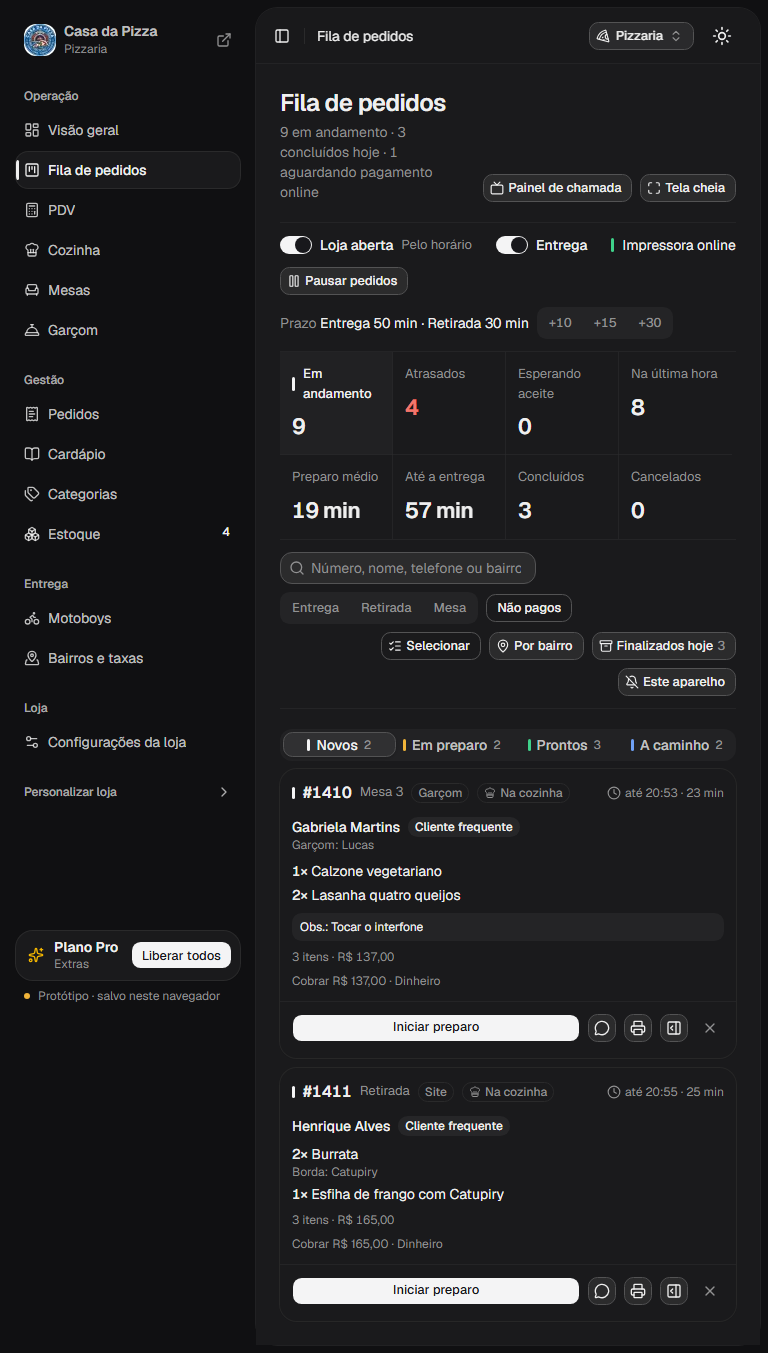 Casa da Pizza
Pizzaria
Operação
Visão geral
Fila de pedidos
PDV
Cozinha
Mesas
Garçom
Gestão
Pedidos
Cardápio
Categorias
Estoque 4
Entrega
Motoboys
Bairros e taxas
Loja
Configurações da loja
Personalizar loja
Plano Pro
Extras
Liberar todos
Protótipo · salvo neste navegador
Fila de pedidos
Pizzaria
Fila de pedidos
9 em andamento · 3
concluídos hoje · 1
aguardando pagamento
online
Painel de chamada
Tela cheia
Loja aberta Pelo horário
Entrega
Impressora online
Pausar pedidos
Prazo Entrega 50 min · Retirada 30 min +10 +15 +30
Em
andamento
9
Atrasados
4
Esperando
aceite
0
Na última hora
8
Preparo médio
19 min
Até a entrega
57 min
Concluídos
3
Cancelados
0
Número, nome, telefone ou bairro
Entrega Retirada Mesa Não pagos
Selecionar Por bairro Finalizados hoje 3
Este aparelho
Novos 2 Em preparo 2 Prontos 3 A caminho 2
#1410 Mesa 3 Garçom Na cozinha até 20:53 · 23 min
Gabriela Martins Cliente frequente
Garçom: Lucas
1× Calzone vegetariano
2× Lasanha quatro queijos
Obs.: Tocar o interfone
3 itens · R$ 137,00
Cobrar R$ 137,00 · Dinheiro
Iniciar preparo
#1411 Retirada Site Na cozinha até 20:55 · 25 min
Henrique Alves Cliente frequente
2× Burrata
Borda: Catupiry
1× Esfiha de frango com Catupiry
3 itens · R$ 165,00
Cobrar R$ 165,00 · Dinheiro
Iniciar preparo